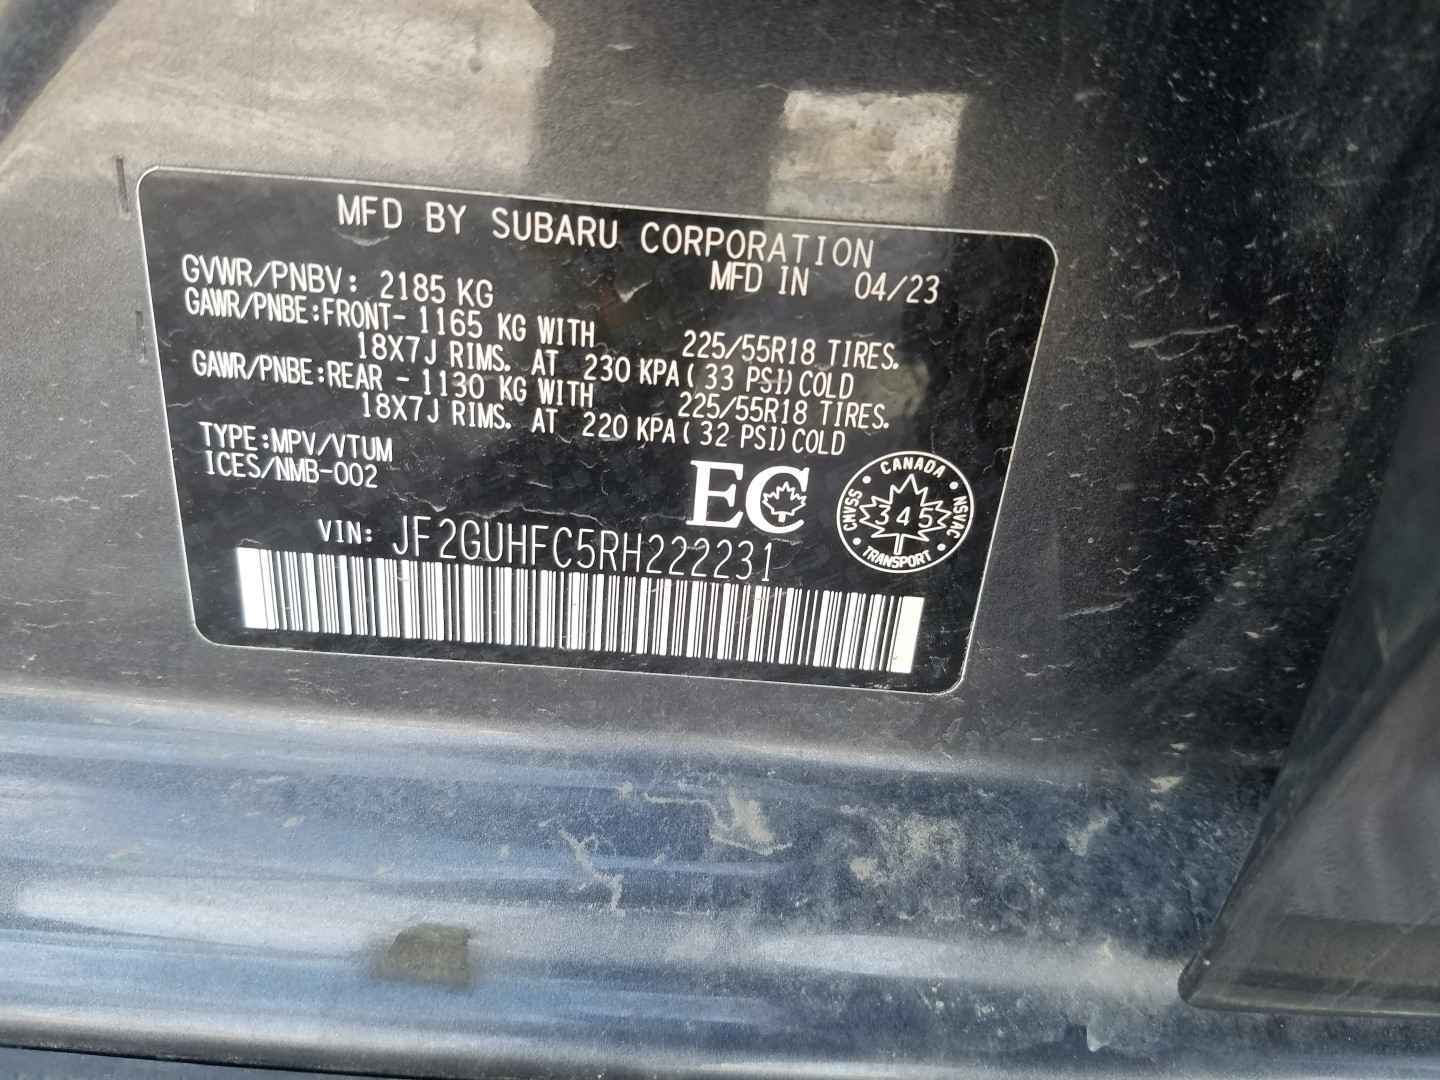 MFD BY SUBARU CORPORATION
GVWR/PNBV: 2185 KG MFD IN 04/23
GAWR/PNBE:FRONT- 1165 KG WITH 225/55R18 TIRES.
18X7J RIMS. AT 230 KPA( 33 PSI)COLD
GAWR/PNBE:REAR - 1130 KG WITH 225/55R18 TIRES.
18X7J RIMS. AT 220 KPA( 32 PSI)COLD
TYPE:MPV/VTUM
ICES/NMB-002
EC
CANADA
CMVSS 345 NSVAC
TRANSPORT
VIN: JF2GUHFC5RH222231